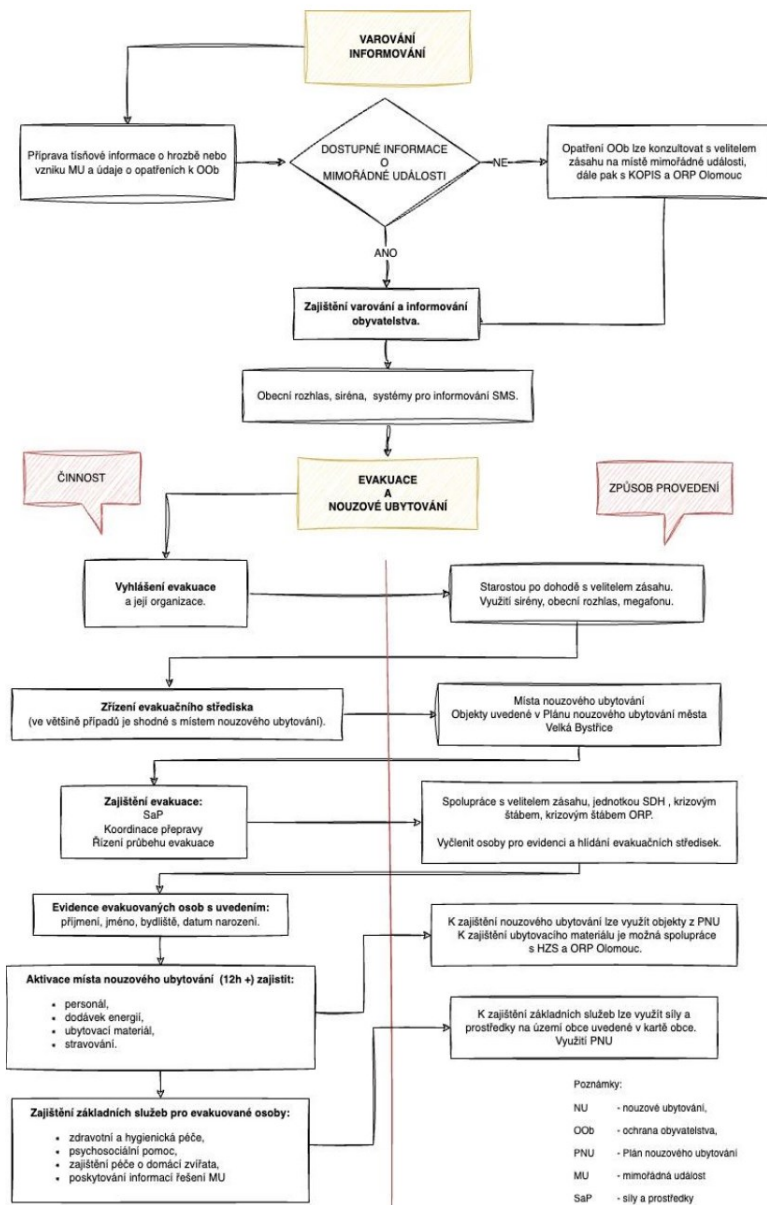 VAROVÁNÍ
INFORMOVÁNÍ
Příprava tísňové informace o hrozbě nebo
vzniku MU a údaje o opatřeních k OOb
DOSTUPNÉ INFORMACE
O
MIMOŘÁDNÉ UDÁLOSTI
NE
Opatření OOb lze konzultovat s velitelem
zásahu na místě mimořádné události,
dále pak s KOPIS a ORP Olomouc
ANO
Zajištění varování a informování
obyvatelstva.
Obecní rozhlas, siréna, systémy pro informování SMS.
ČINNOST
EVAKUACE
A
NOUZOVÉ UBYTOVÁNÍ
ZPŮSOB PROVEDENÍ
Vyhlášení evakuace
a její organizace.
Starostou po dohodě s velitelem zásahu.
Využití sirény, obecní rozhlas, megafonu.
Zřízení evakuačního střediska
(ve většině případů je shodné s místem nouzového ubytování).
Místa nouzového ubytování
Objekty uvedené v Plánu nouzového ubytování města
Velká Bystřice
Zajištění evakuace:
SaP
Koordinace přepravy
Řízení průbehu evakuace
Spolupráce s velitelem zásahu, jednotkou SDH , krizovým
štábem, krizovým štábem ORP.
Vyčlenit osoby pro evidenci a hlídání evakuačních středisek.
Evidence evakuovaných osob s uvedením:
příjmení, jméno, bydliště, datum narození.
K zajištění nouzového ubytování lze využít objekty z PNU
K zajištění ubytovacího materiálu je možná spolupráce
s HZS a ORP Olomouc.
Aktivace místa nouzového ubytování (12h +) zajistit:
• personál,
• dodávek energií,
• ubytovací materiál,
• stravování.
K zajištění základních služeb lze využít síly a
prostředky na území obce uvedené v kartě obce.
Využití PNU
Zajištění základních služeb pro evakuované osoby:
• zdravotní a hygienická péče,
• psychosociální pomoc,
• zajištění péče o domácí zvířata,
• poskytování informací řešení MU
Poznámky:
NU - nouzové ubytování,
OOb - ochrana obyvatelstva,
PNU - Plán nouzového ubytování
MU - mimořádná událost
SaP - síly a prostředky